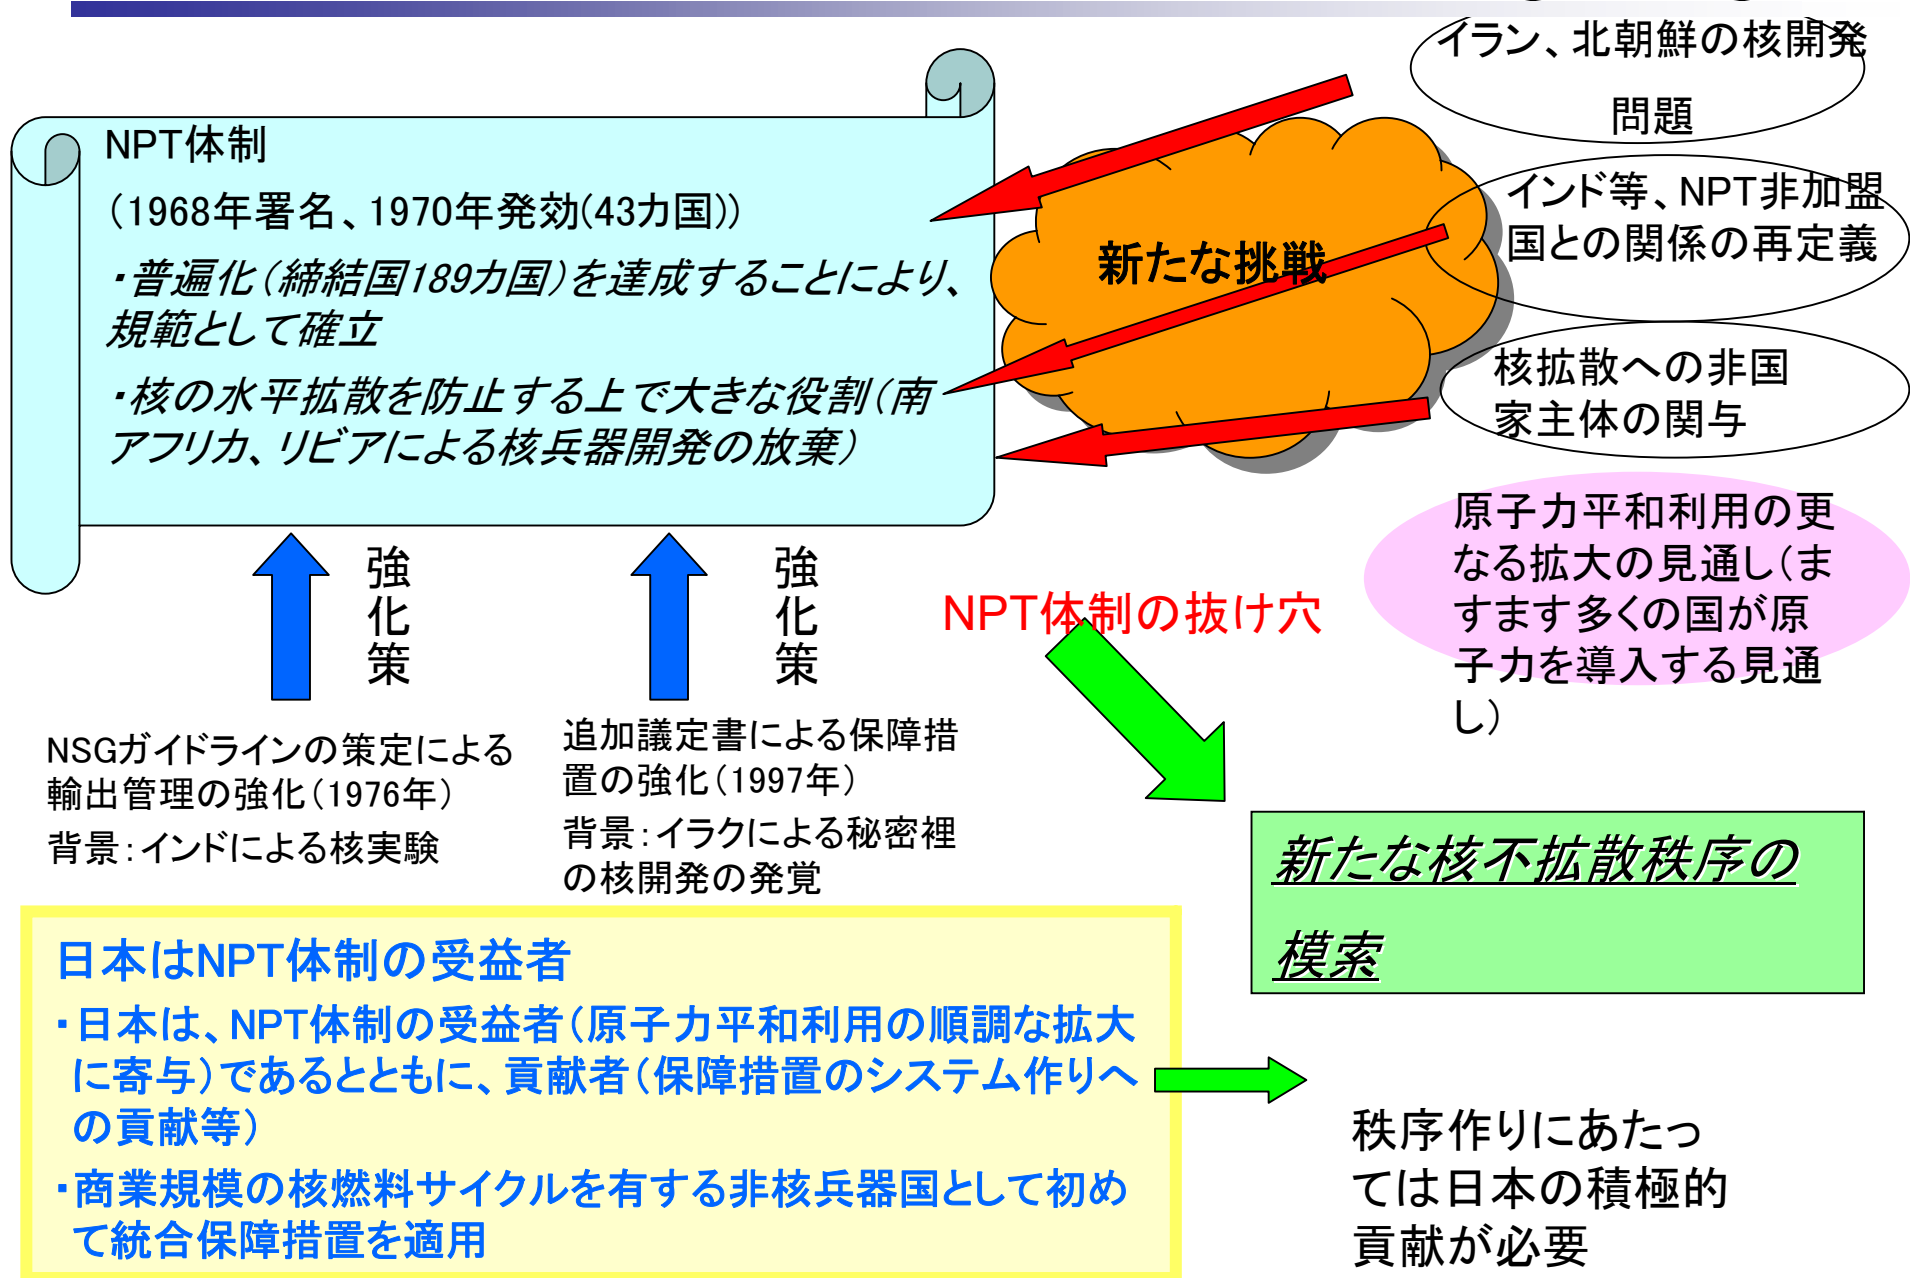 イラン、北朝鮮の核開発
問題
NPT体制
(1968年署名、1970年発効(43カ国))
・普遍化(締結国189カ国)を達成することにより、
規範として確立
・核の水平拡散を防止する上で大きな役割(南
アフリカ、リビアによる核兵器開発の放棄)
新たな挑戦
インド等、NPT非加盟
国との関係の再定義
核拡散への非国
家主体の関与
原子力平和利用の更
なる拡大の見通し(ま
すます多くの国が原
子力を導入する見通
し)
強化策
強化策
NPT体制の抜け穴
NSGガイドラインの策定による
輸出管理の強化(1976年)
背景:インドによる核実験
追加議定書による保障措
置の強化(1997年)
背景:イラクによる秘密裡
の核開発の発覚
新たな核不拡散秩序の
模索
日本はNPT体制の受益者
・日本は、NPT体制の受益者(原子力平和利用の順調な拡大
に寄与)であるとともに、貢献者(保障措置のシステム作りへ
の貢献等)
・商業規模の核燃料サイクルを有する非核兵器国として初め
て統合保障措置を適用
秩序作りにあたっ
ては日本の積極的
貢献が必要